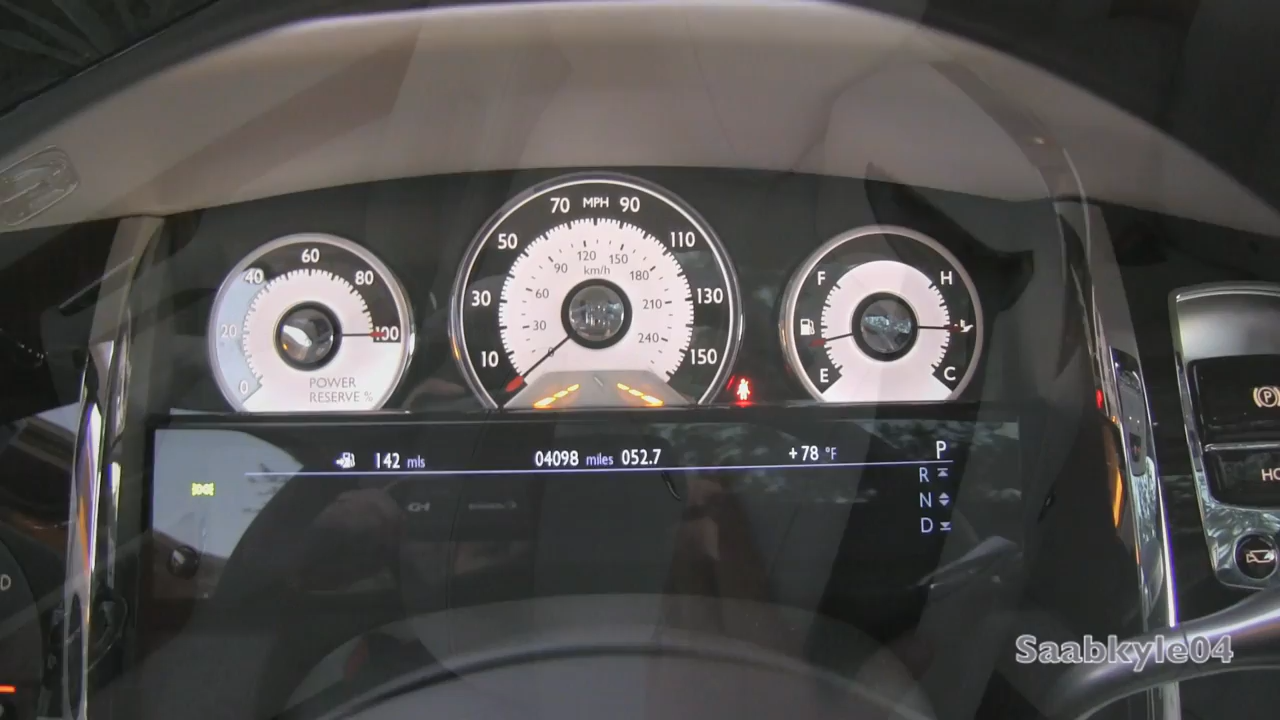 60
40 80
20 100
0
POWER
RESERVE %
70 MPH 90
50 110
30 130
10 150
120 150
90 km/h 180
60 210
30 240
0
F H
E C
142 mls 04098 miles 052.7 +78 °F P
R
N
D
P
D
Saabkyle04